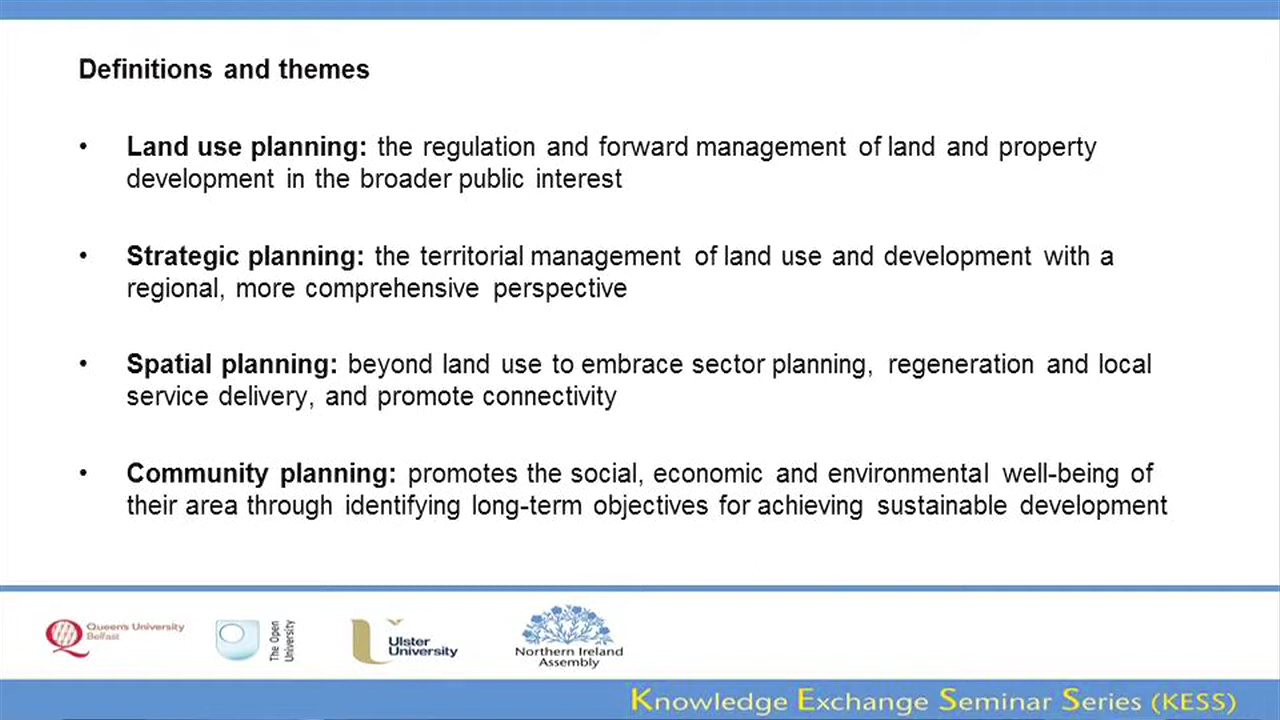 Definitions and themes
• Land use planning: the regulation and forward management of land and property
development in the broader public interest
• Strategic planning: the territorial management of land use and development with a
regional, more comprehensive perspective
• Spatial planning: beyond land use to embrace sector planning, regeneration and local
service delivery, and promote connectivity
• Community planning: promotes the social, economic and environmental well-being of
their area through identifying long-term objectives for achieving sustainable development
Queen's University
Belfast
The Open
University
Ulster
University
Northern Ireland
Assembly
Knowledge Exchange Seminar Series (KESS)